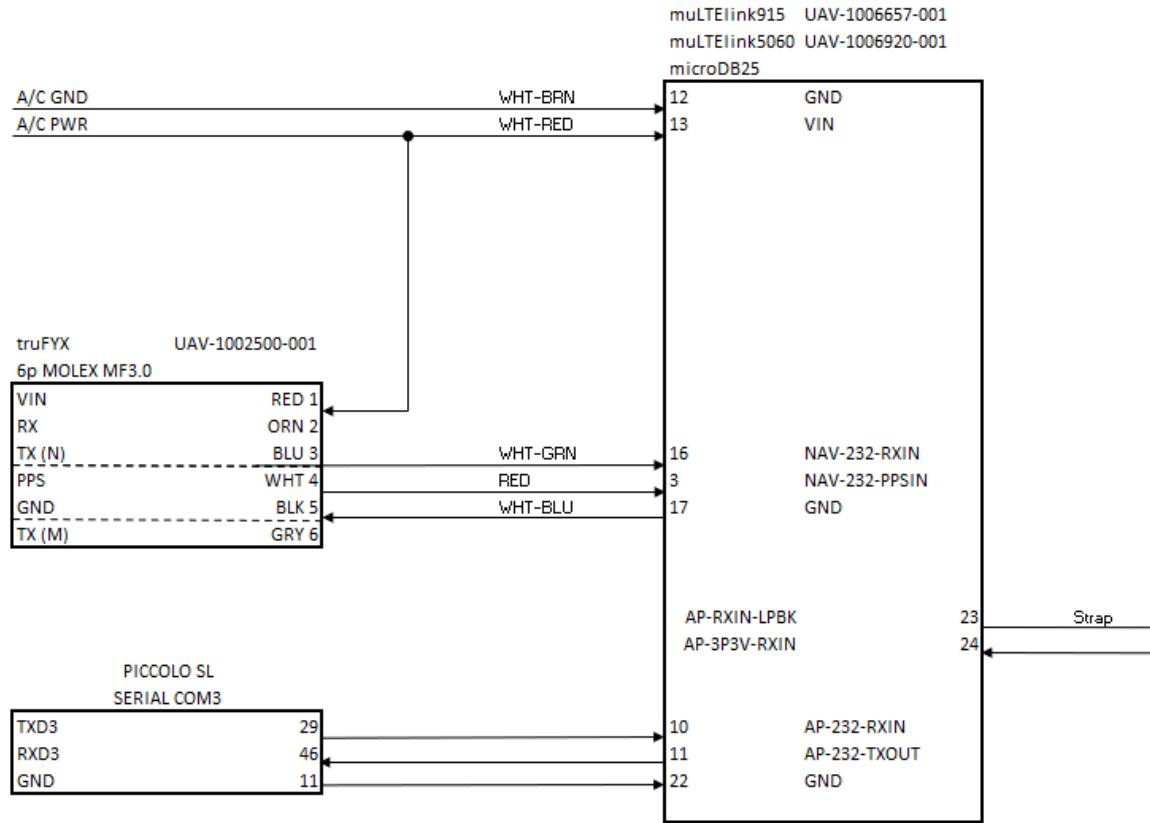 muLTElink915 UAV-1006657-001
muLTElink5060 UAV-1006920-001
microDB25
A/C GND WHT-BRN 12 GND
A/C PWR WHT-RED 13 VIN
truFYX UAV-1002500-001
6p MOLEX MF3.0
VIN RED 1
RX ORN 2
TX (N) BLU 3 WHT-GRN 16 NAV-232-RXIN
PPS WHT 4 RED 3 NAV-232-PPSIN
GND BLK 5 WHT-BLU 17 GND
TX (M) GRY 6
AP-RXIN-LPBK 23 Strap
AP-3P3V-RXIN 24
PICCOLO SL
SERIAL COM3
TXD3 29 10 AP-232-RXIN
RXD3 46 11 AP-232-TXOUT
GND 11 22 GND